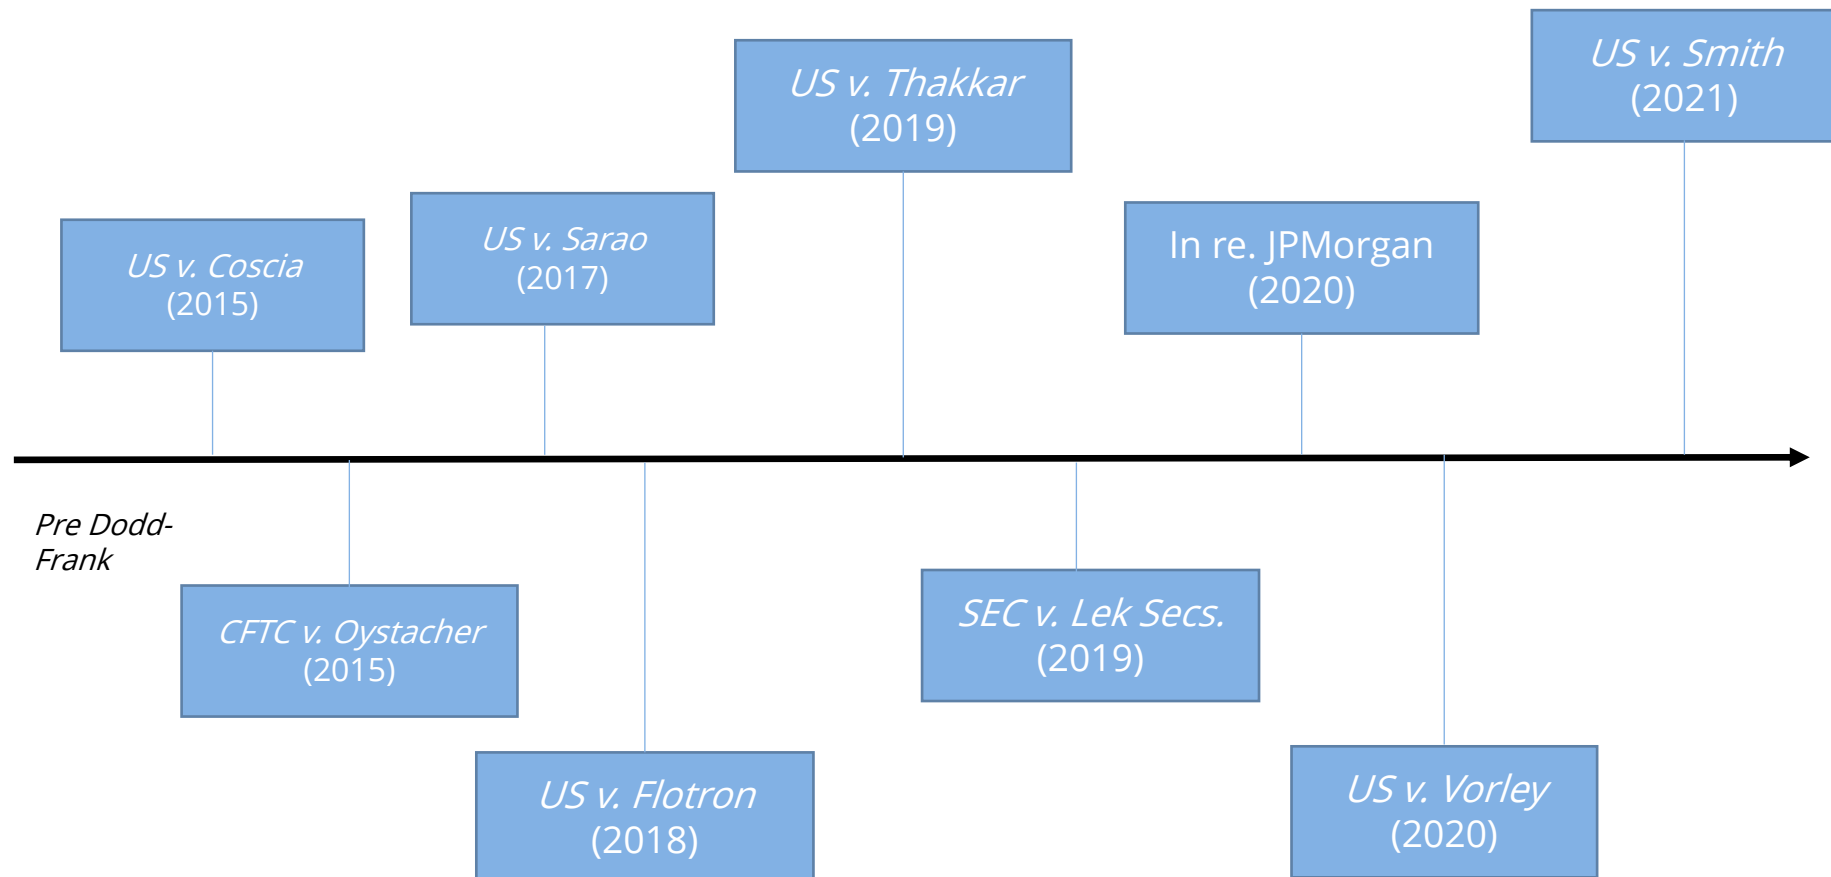 US v. Smith
(2021)
US v. Thakkar
(2019)
In re. JPMorgan
(2020)
US v. Sarao
(2017)
US v. Coscia
(2015)
Pre Dodd-
Frank
CFTC v. Oystacher
(2015)
SEC v. Lek Secs.
(2019)
US v. Flotron
(2018)
US v. Vorley
(2020)